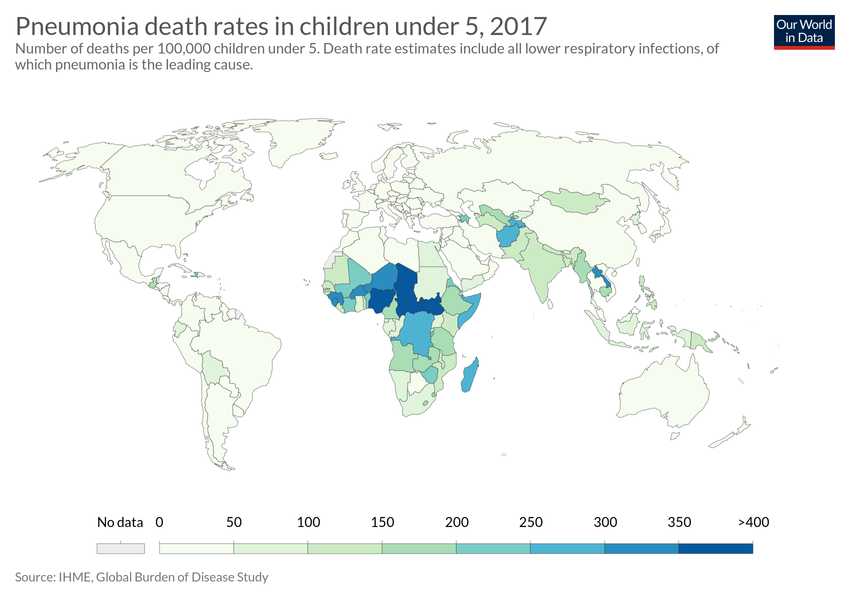 Pneumonia death rates in children under 5, 2017
Our World
in Data
Number of deaths per 100,000 children under 5. Death rate estimates include all lower respiratory infections, of
which pneumonia is the leading cause.
No data 0 50 100 150 200 250 300 350 >400
Source: IHME, Global Burden of Disease Study